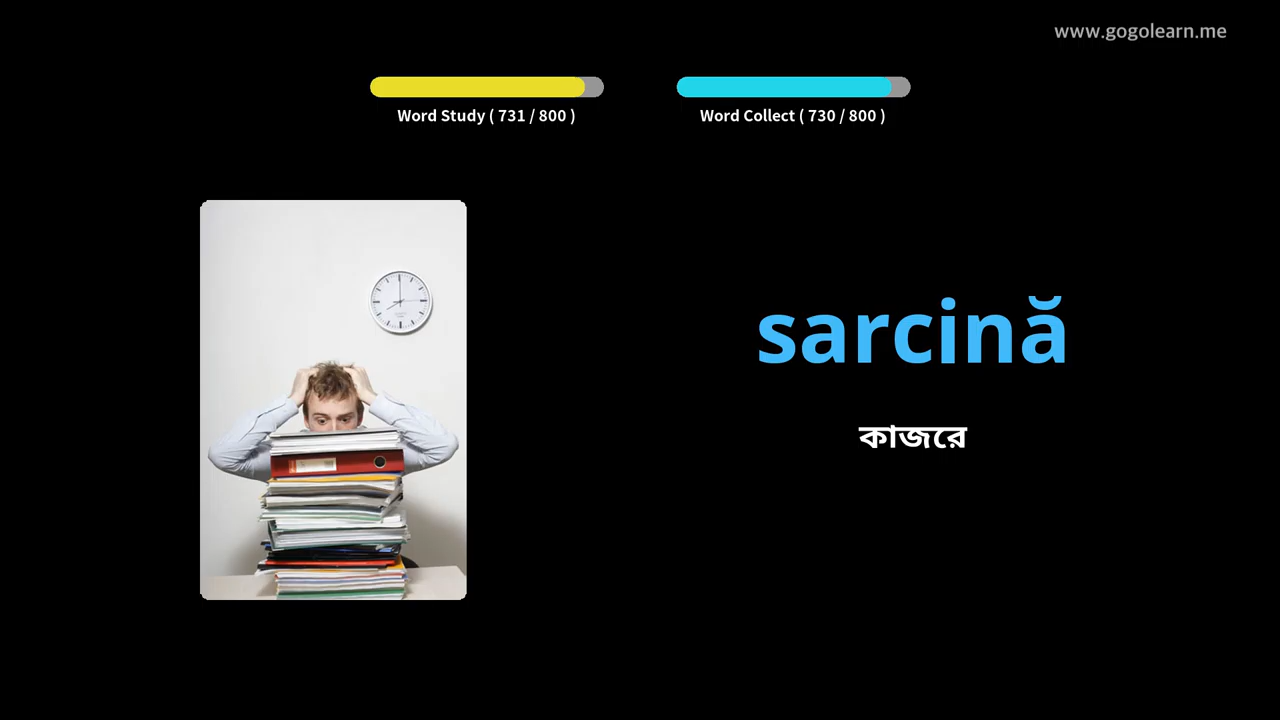 www.gogolearn.me
Word Study ( 731 / 800 )
Word Collect ( 730 / 800 )
sarcină
কাজরে